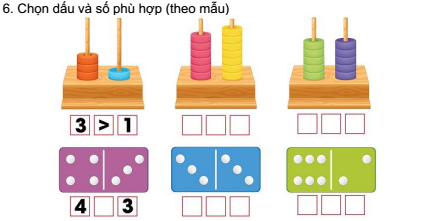 6. Chọn dấu và số phù hợp (theo mẫu)
3 > 1
4 3